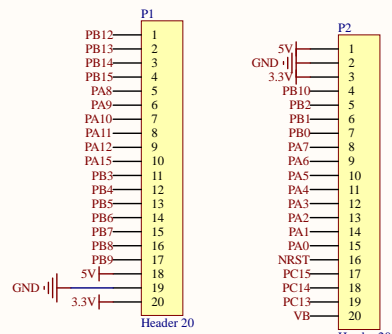 P1
PB12 1
PB13 2
PB14 3
PB15 4
PA8 5
PA9 6
PA10 7
PA11 8
PA12 9
PA15 10
PB3 11
PB4 12
PB5 13
PB6 14
PB7 15
PB8 16
PB9 17
5V 18
GND 19
3.3V 20
Header 20
P2
5V 1
GND 2
3.3V 3
PB10 4
PB2 5
PB1 6
PB0 7
PA7 8
PA6 9
PA5 10
PA4 11
PA3 12
PA2 13
PA1 14
PA0 15
NRST 16
PC15 17
PC14 18
PC13 19
VB 20
Header 20